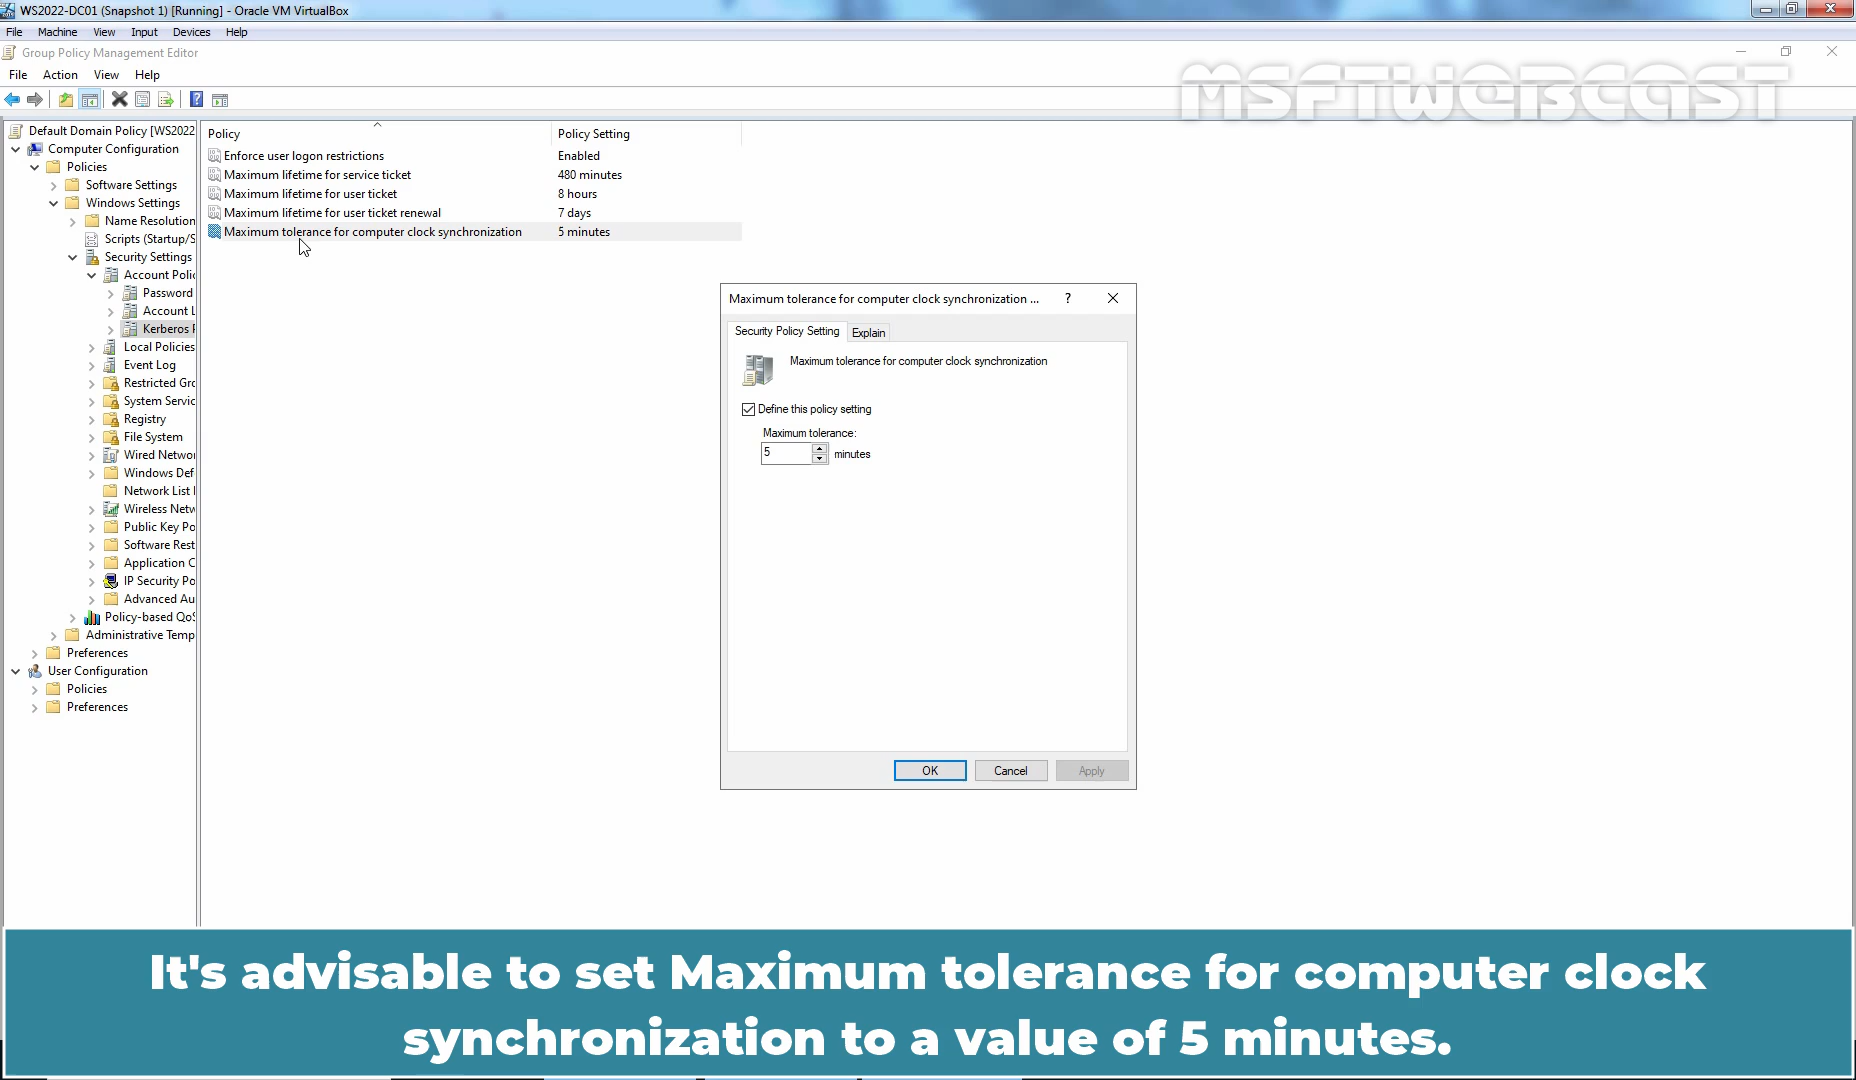 WS2022-DC01 (Snapshot 1) [Running] - Oracle VM VirtualBox
File Machine View Input Devices Help
Group Policy Management Editor
File Action View Help
MSFTWEBCAST
Default Domain Policy [WS2022
Computer Configuration
Policies
Software Settings
Windows Settings
Name Resolution
Scripts (Startup/S
Security Settings
Account Polic
Password
Account L
Kerberos P
Local Policies
Event Log
Restricted Gro
System Servic
Registry
File System
Wired Networ
Windows Def
Network List
Wireless Netw
Public Key Po
Software Rest
Application C
IP Security Po
Advanced Au
Policy-based QoS
Administrative Temp
Preferences
User Configuration
Policies
Preferences
Policy Policy Setting
Enforce user logon restrictions Enabled
Maximum lifetime for service ticket 480 minutes
Maximum lifetime for user ticket 8 hours
Maximum lifetime for user ticket renewal 7 days
Maximum tolerance for computer clock synchronization 5 minutes
Maximum tolerance for computer clock synchronization ... ?
Security Policy Setting Explain
Maximum tolerance for computer clock synchronization
Define this policy setting
Maximum tolerance:
5 minutes
OK Cancel Apply
It's advisable to set Maximum tolerance for computer clock
synchronization to a value of 5 minutes.